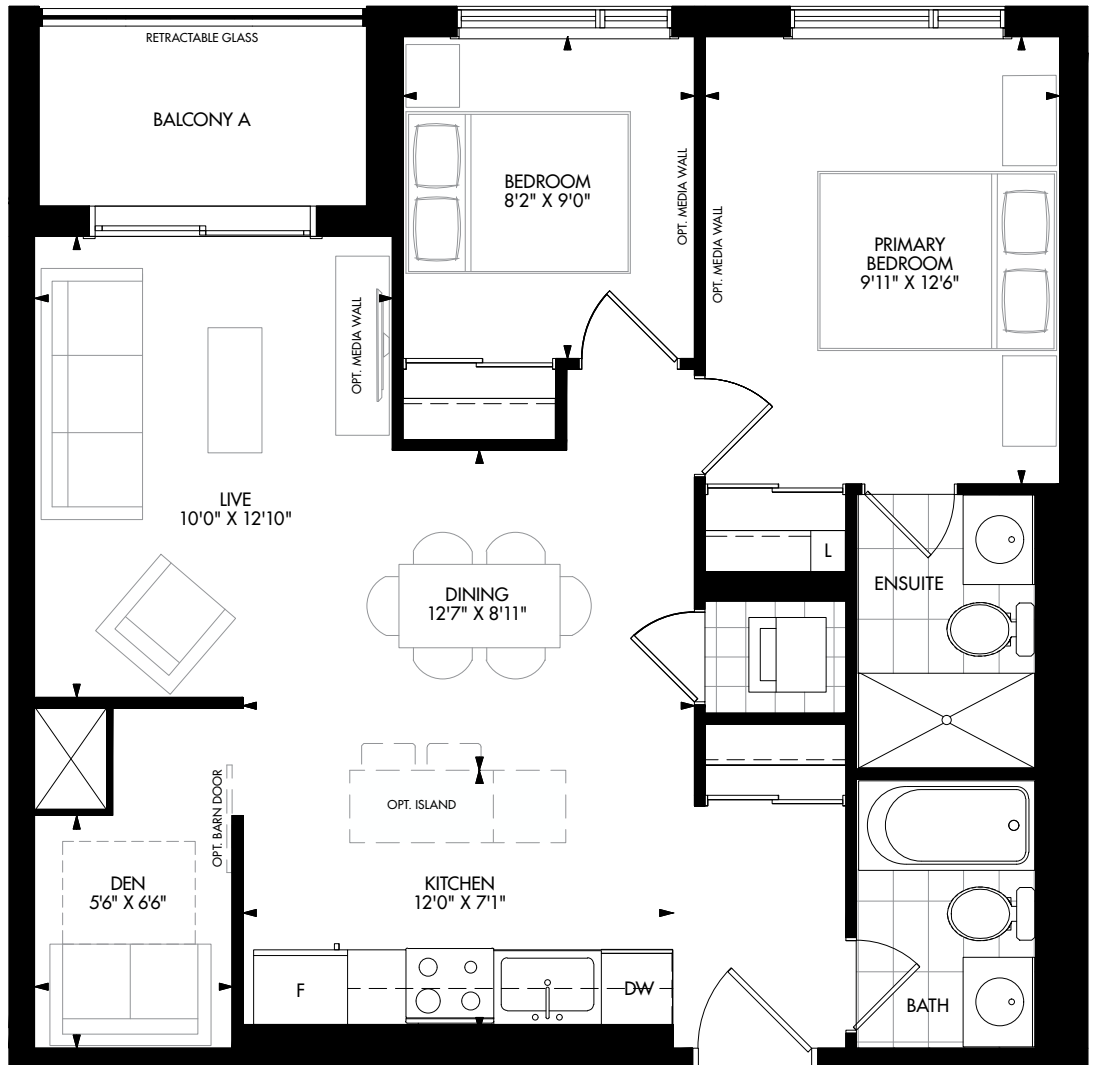 RETRACTABLE GLASS
BALCONY A
BEDROOM
8'2" X 9'0"
OPT. MEDIA WALL
OPT. MEDIA WALL
PRIMARY
BEDROOM
9'11" X 12'6"
OPT. MEDIA WALL
LIVE
10'0" X 12'10"
DINING
12'7" X 8'11"
L
ENSUITE
OPT. ISLAND
OPT. BARN DOOR
DEN
5'6" X 6'6"
KITCHEN
12'0" X 7'1"
F
DW
BATH